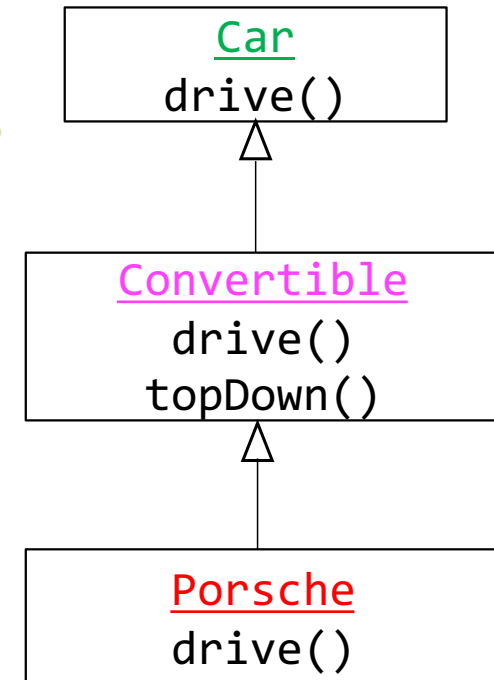 Car
drive()
Convertible
drive()
topDown()
Porsche
drive()